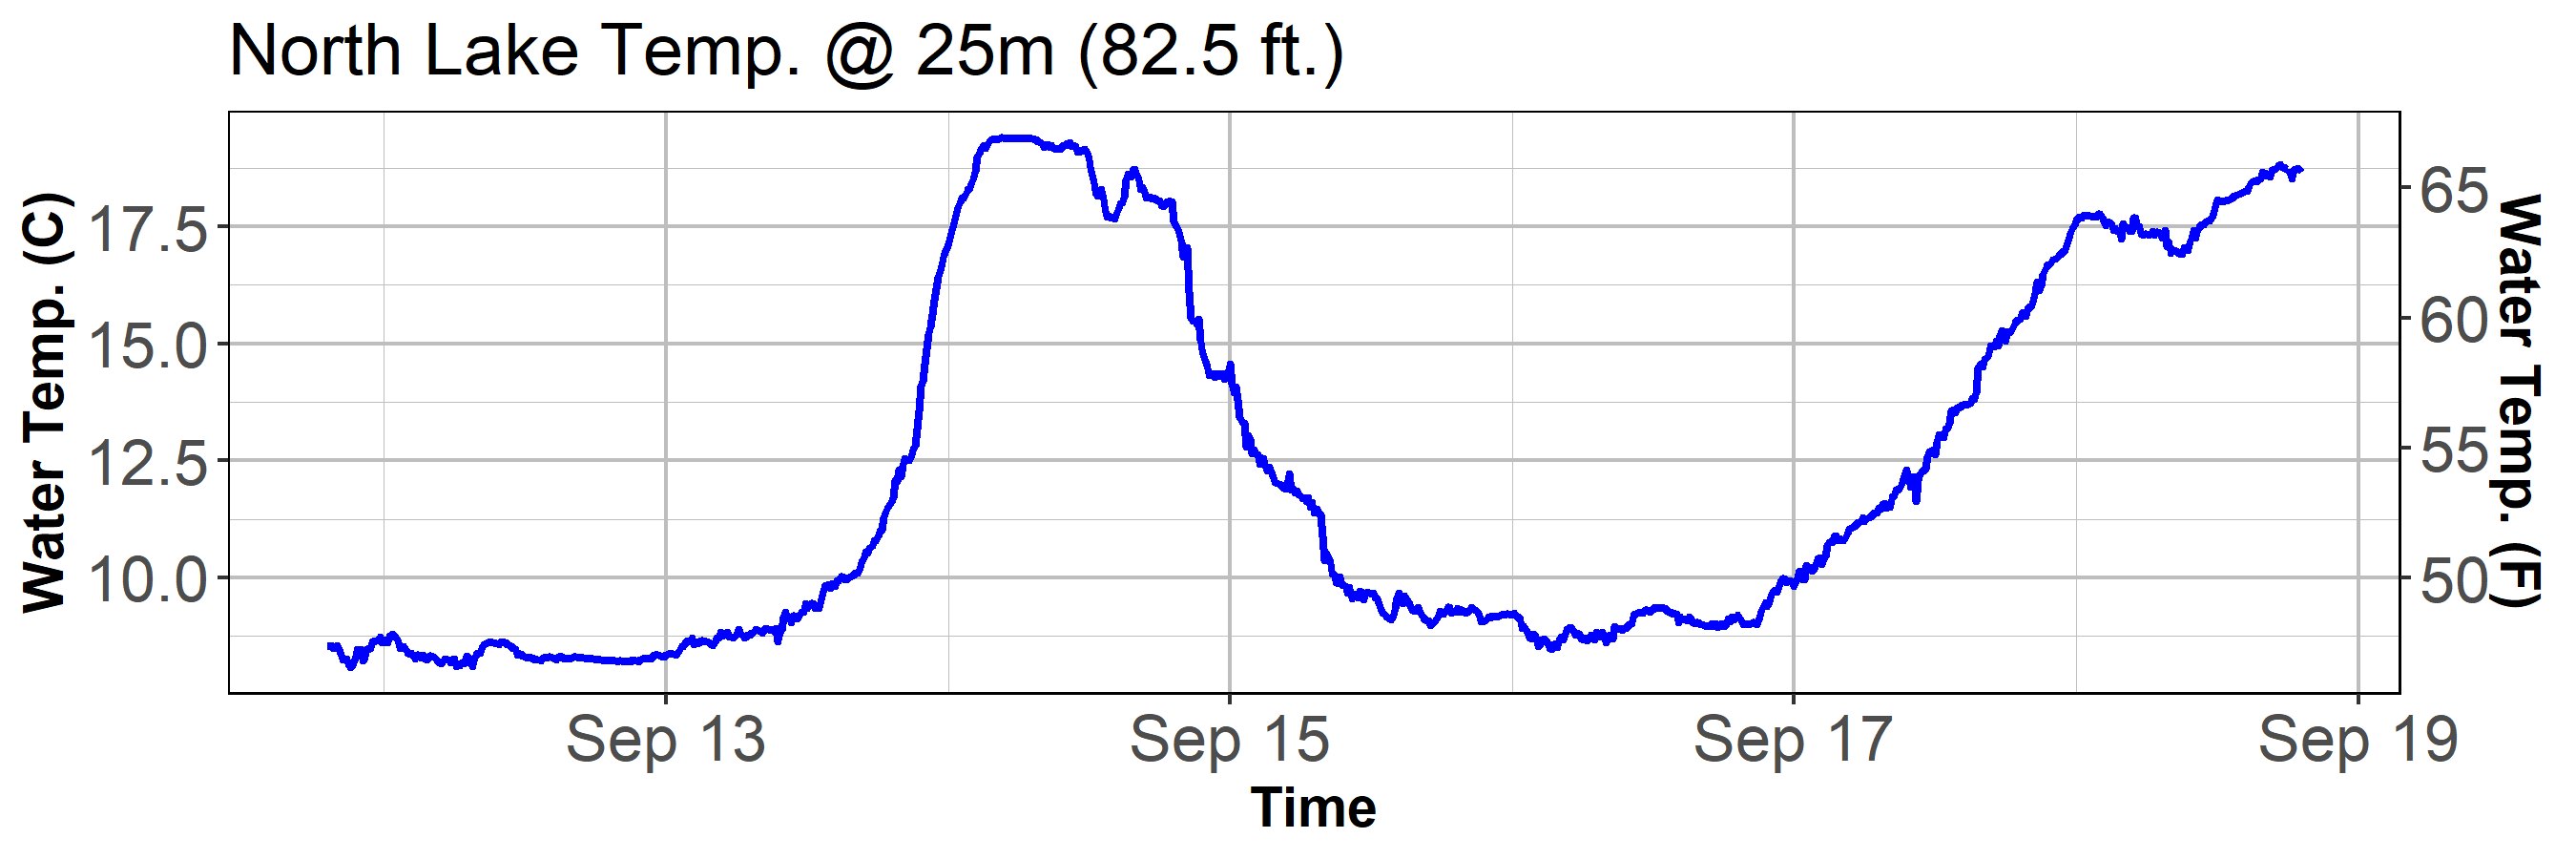 North Lake Temp. @ 25m (82.5 ft.)
Water Temp. (C)
17.5
15.0
12.5
10.0
65
60
55
50
Water Temp. (F)
Sep 13
Sep 15
Sep 17
Sep 19
Time